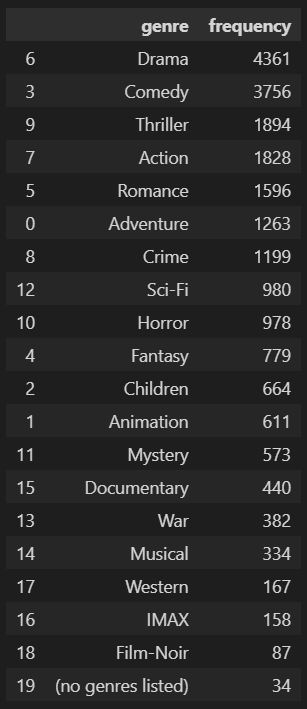 genre frequency
6 Drama 4361
3 Comedy 3756
9 Thriller 1894
7 Action 1828
5 Romance 1596
0 Adventure 1263
8 Crime 1199
12 Sci-Fi 980
10 Horror 978
4 Fantasy 779
2 Children 664
1 Animation 611
11 Mystery 573
15 Documentary 440
13 War 382
14 Musical 334
17 Western 167
16 IMAX 158
18 Film-Noir 87
19 (no genres listed) 34